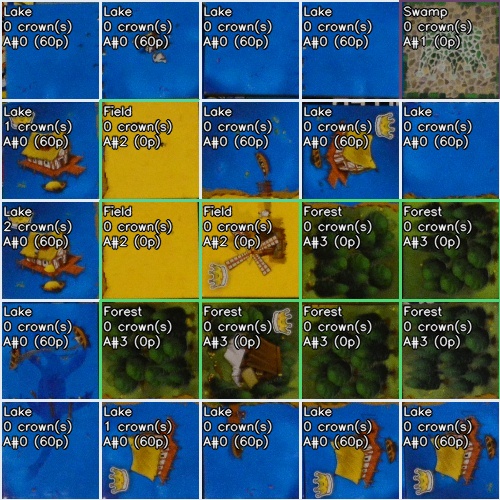 Lake
0 crown(s)
A#0 (60p)
Lake
0 crown(s)
A#0 (60p)
Lake
0 crown(s)
A#0 (60p)
Lake
0 crown(s)
A#0 (60p)
Swamp
0 crown(s)
A#1 (0p)
Lake
1 crown(s)
A#0 (60p)
Field
0 crown(s)
A#2 (0p)
Lake
0 crown(s)
A#0 (60p)
Lake
0 crown(s)
A#0 (60p)
Lake
0 crown(s)
A#0 (60p)
Lake
2 crown(s)
A#0 (60p)
Field
0 crown(s)
A#2 (0p)
Field
0 crown(s)
A#2 (0p)
Forest
0 crown(s)
A#3 (0p)
Forest
0 crown(s)
A#3 (0p)
Lake
0 crown(s)
A#0 (60p)
Forest
0 crown(s)
A#3 (0p)
Forest
0 crown(s)
A#3 (0p)
Forest
0 crown(s)
A#3 (0p)
Forest
0 crown(s)
A#3 (0p)
Lake
0 crown(s)
A#0 (60p)
Lake
1 crown(s)
A#0 (60p)
Lake
0 crown(s)
A#0 (60p)
Lake
0 crown(s)
A#0 (60p)
Lake
0 crown(s)
A#0 (60p)